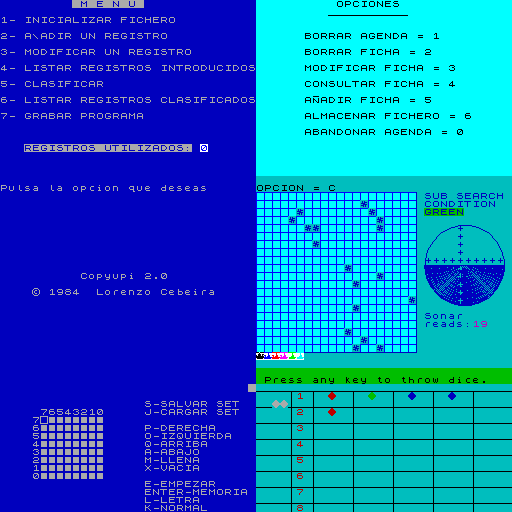 M E N U
1- INICIALIZAR FICHERO
2- A\ADIR UN REGISTRO
3- MODIFICAR UN REGISTRO
4- LISTAR REGISTROS INTRODUCIDOS
5- CLASIFICAR
6- LISTAR REGISTROS CLASIFICADOS
7- GRABAR PROGRAMA
REGISTROS UTILIZADOS: 0
Pulsa la opcion que deseas
Copyupi 2.0
© 1984 Lorenzo Cebeira
OPCIONES
BORRAR AGENDA = 1
BORRAR FICHA = 2
MODIFICAR FICHA = 3
CONSULTAR FICHA = 4
AÑADIR FICHA = 5
ALMACENAR FICHERO = 6
ABANDONAR AGENDA = 0
OPCION = C
SUB SEARCH
CONDITION
GREEN
Sonar
reads:19
S-SALVAR SET
J-CARGAR SET
P-DERECHA
O-IZQUIERDA
Q-ARRIBA
A-ABAJO
M-LLENA
X-VACIA
E-EMPEZAR
ENTER-MEMORIA
L-LETRA
K-NORMAL
76543210
7
6
5
4
3
2
1
0
Press any key to throw dice.
1
2
3
4
5
6
7
8